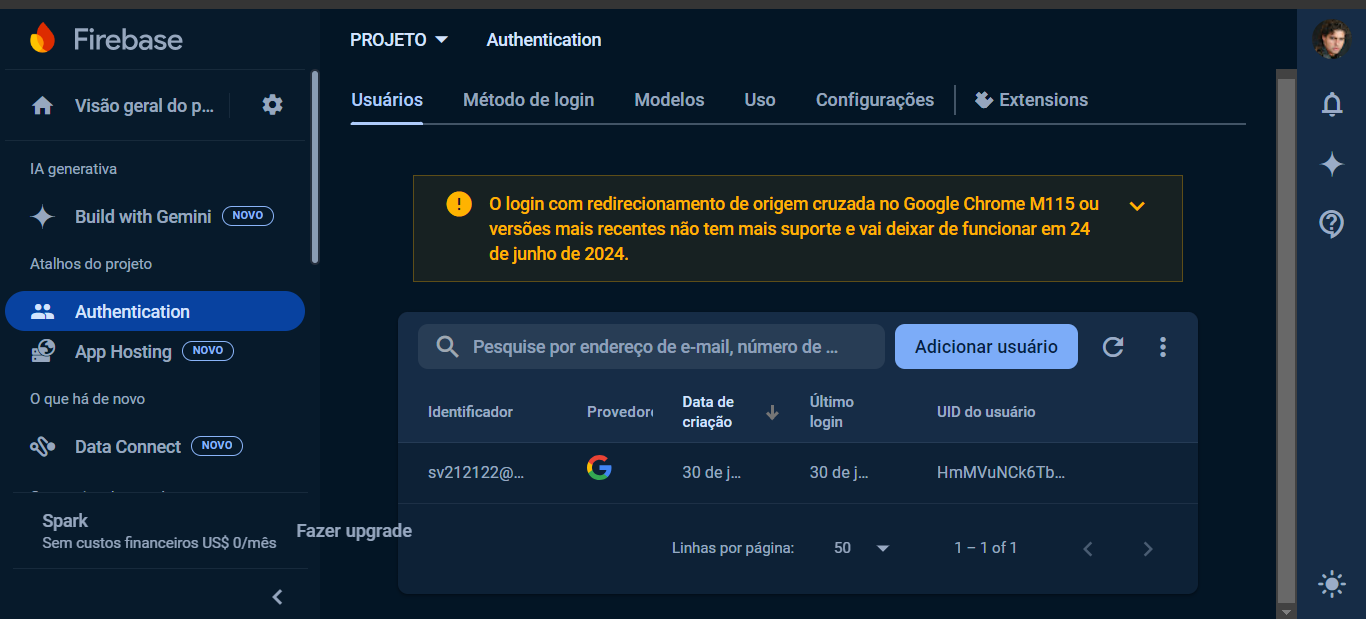 Firebase
Visão geral do p...
IA generativa
Build with Gemini NOVO
Atalhos do projeto
Authentication
App Hosting NOVO
O que há de novo
Data Connect NOVO
Spark
Sem custos financeiros US$ 0/mês
Fazer upgrade
PROJETO
Authentication
Usuários Método de login Modelos Uso Configurações Extensions
O login com redirecionamento de origem cruzada no Google Chrome M115 ou
versões mais recentes não tem mais suporte e vai deixar de funcionar em 24
de junho de 2024.
Pesquise por endereço de e-mail, número de ...
Adicionar usuário
Identificador Provedore Data de criação Último login UID do usuário
sv212122@... 30 de j... 30 de j... HmMVuNCk6Tb...
Linhas por página: 50 1 – 1 of 1